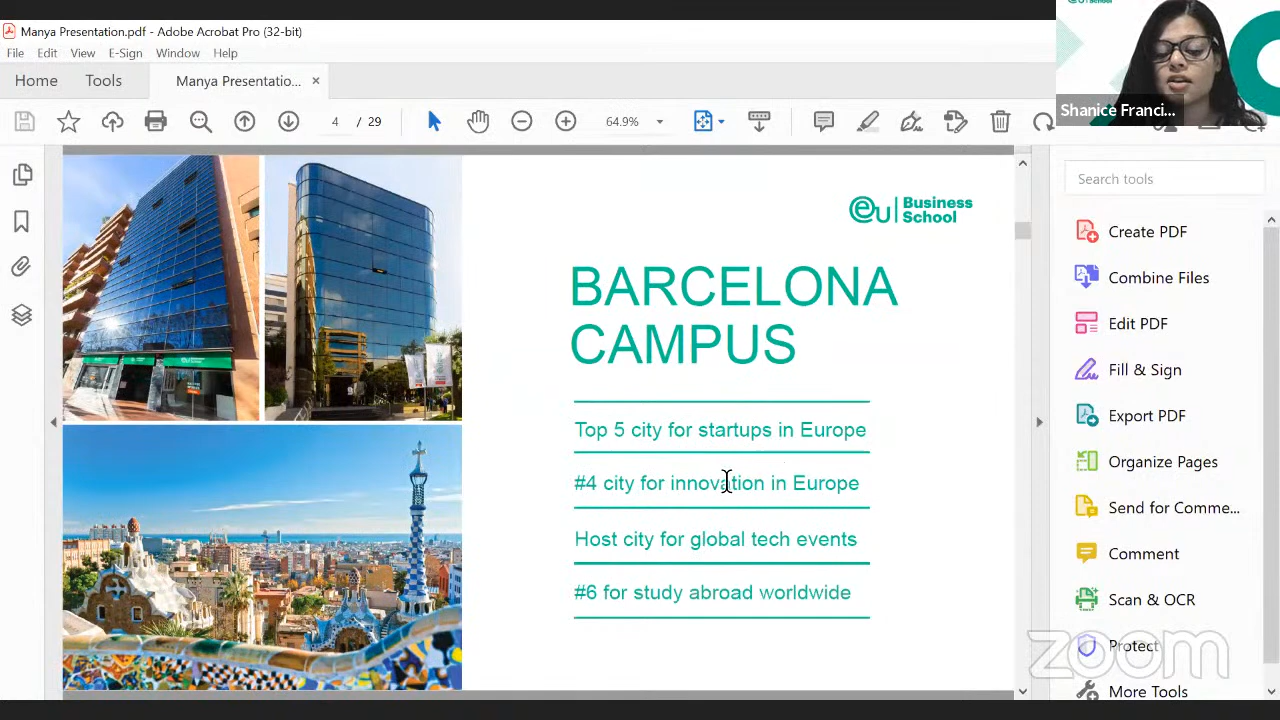 Manya Presentation.pdf - Adobe Acrobat Pro (32-bit)
File Edit View E-Sign Window Help
Home Tools Manya Presentatio... ×
4 / 64.9%
Shanice Franci...
Search tools
Create PDF
Combine Files
Edit PDF
Fill & Sign
Export PDF
Organize Pages
Send for Comme...
Comment
Scan & OCR
Protect
More Tools
eu Business
School
BARCELONA
CAMPUS
Top 5 city for startups in Europe
#4 city for innovation in Europe
Host city for global tech events
#6 for study abroad worldwide
zoom